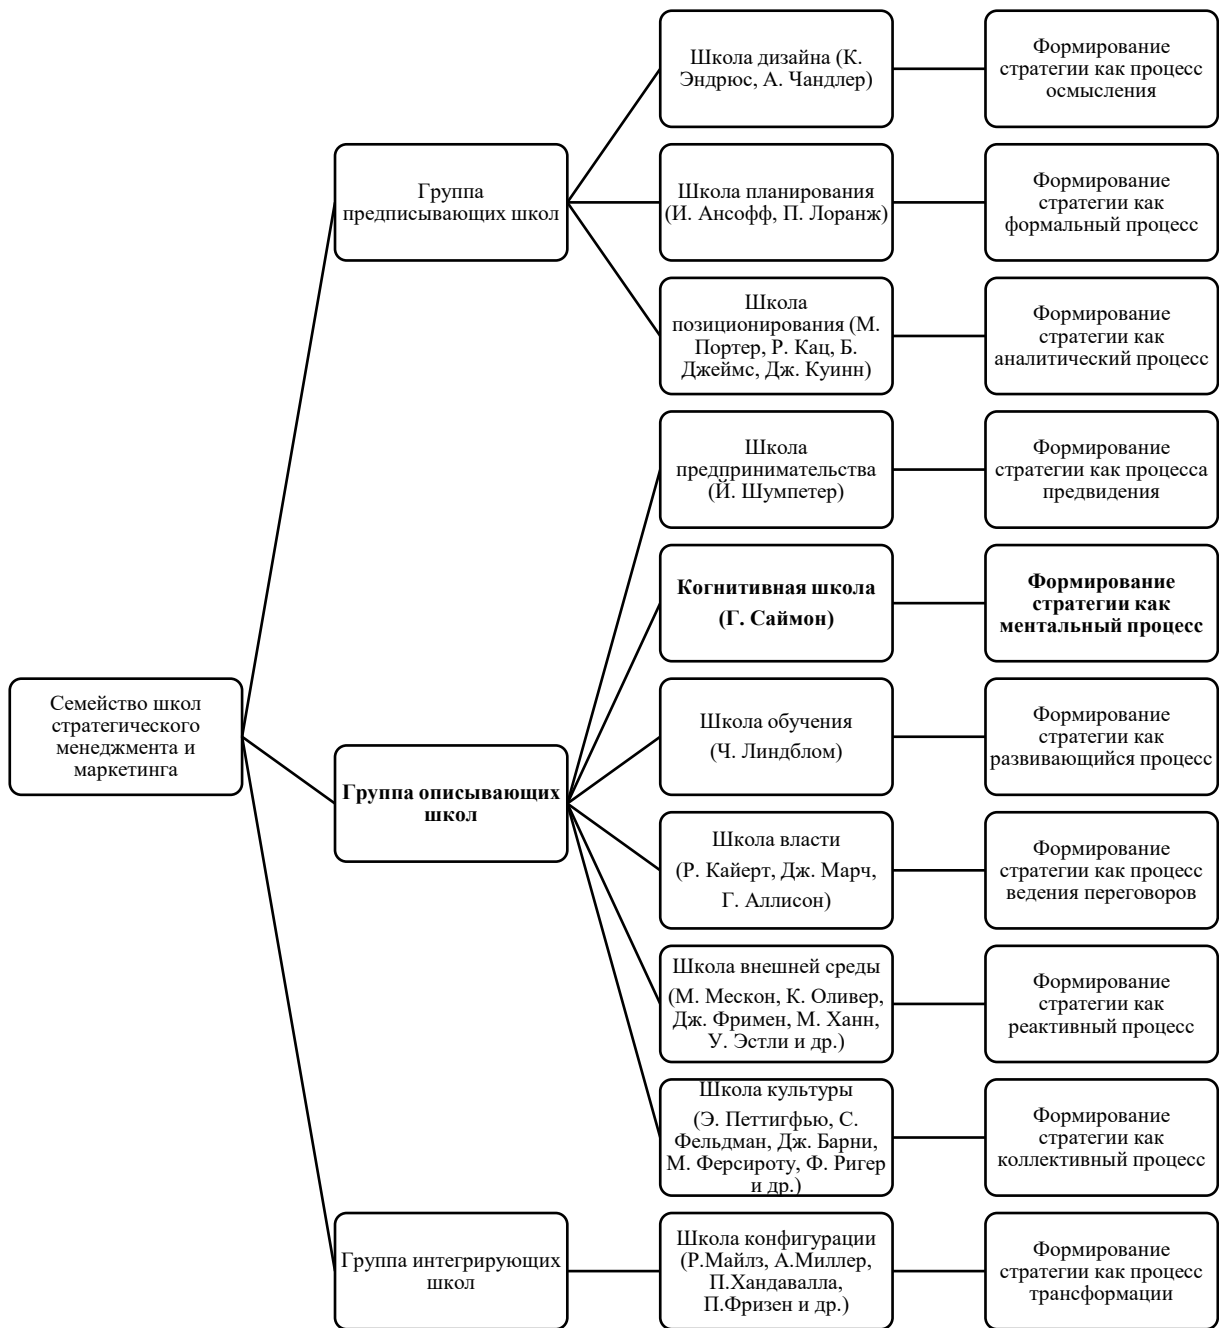 Семейство школ
стратегического
менеджмента и
маркетинга
Группа
предписывающих школ
Школа дизайна (К.
Эндрюс, А. Чандлер)
Формирование
стратегии как процесс
осмысления
Школа планирования
(И. Ансофф, П. Лоранж)
Формирование
стратегии как
формальный процесс
Школа
позиционирования (М.
Портер, Р. Кац, Б.
Джеймс, Дж. Куинн)
Формирование
стратегии как
аналитический процесс
Группа описывающих
школ
Школа
предпринимательства
(Й. Шумпетер)
Формирование
стратегии как процесса
предвидения
Когнитивная школа
(Г. Саймон)
Формирование
стратегии как
ментальный процесс
Школа обучения
(Ч. Линдблом)
Формирование
стратегии как
развивающийся процесс
Школа власти
(Р. Кайерт, Дж. Марч,
Г. Аллисон)
Формирование
стратегии как процесс
ведения переговоров
Школа внешней среды
(М. Мескон, К. Оливер,
Дж. Фримен, М. Ханн,
У. Эстли и др.)
Формирование
стратегии как
реактивный процесс
Школа культуры
(Э. Петтигфью, С.
Фельдман, Дж. Барни,
М. Ферсироту, Ф. Ригер
и др.)
Формирование
стратегии как
коллективный процесс
Группа интегрирующих
школ
Школа конфигурации
(Р.Майлз, А.Миллер,
П.Хандавалла,
П.Фризен и др.)
Формирование
стратегии как процесс
трансформации